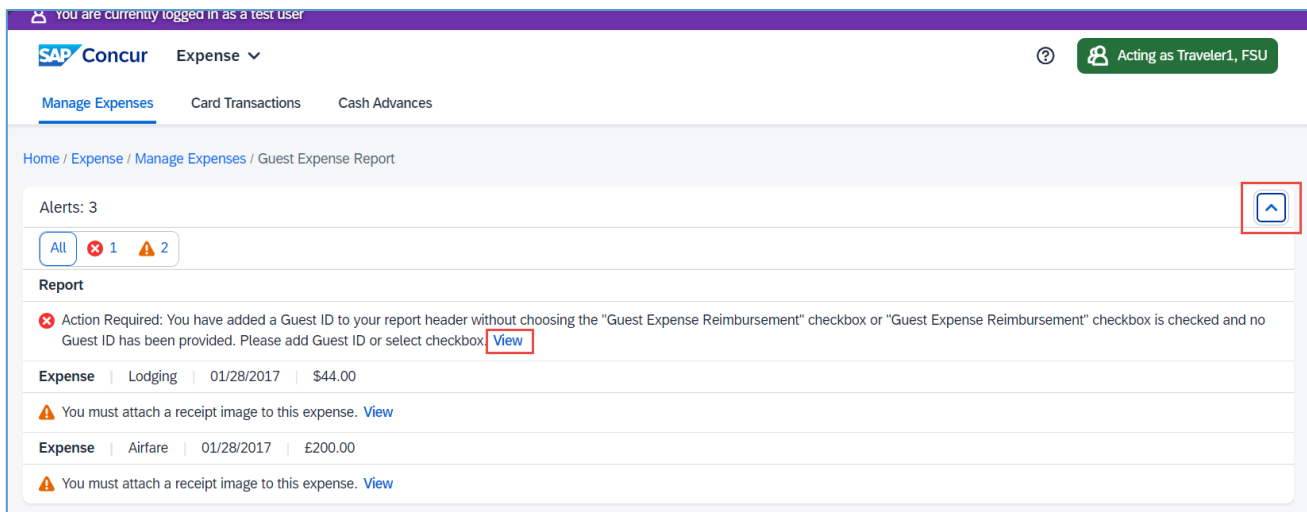 You are currently logged in as a test user
SAP Concur Expense
Acting as Traveler1, FSU
Manage Expenses Card Transactions Cash Advances
Home / Expense / Manage Expenses / Guest Expense Report
Alerts: 3
All 1 2
Report
Action Required: You have added a Guest ID to your report header without choosing the "Guest Expense Reimbursement" checkbox or "Guest Expense Reimbursement" checkbox is checked and no
Guest ID has been provided. Please add Guest ID or select checkbox. View
Expense | Lodging | 01/28/2017 | $44.00
You must attach a receipt image to this expense. View
Expense | Airfare | 01/28/2017 | £200.00
You must attach a receipt image to this expense. View